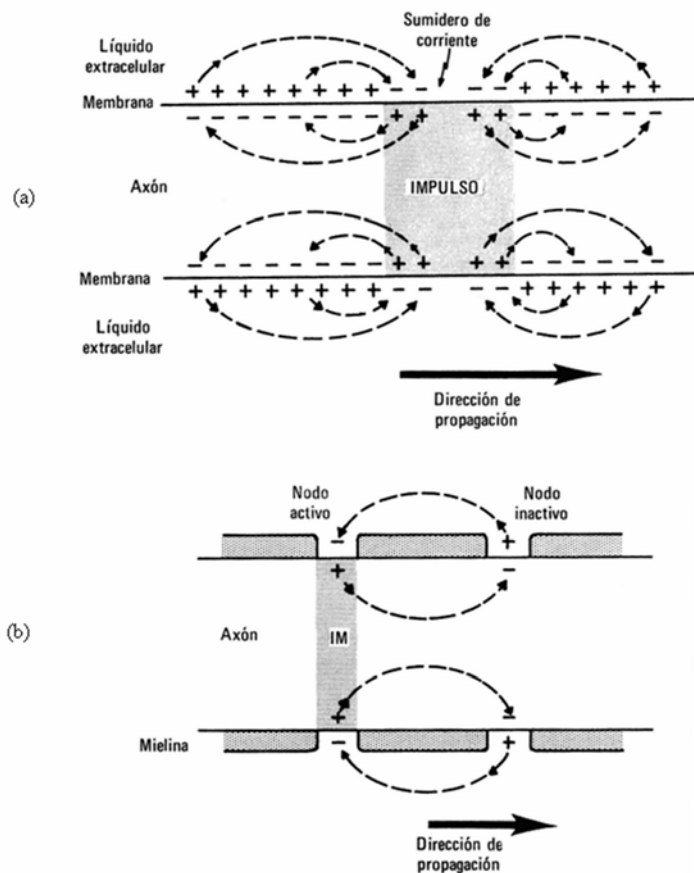 Sumidero de
corriente
Líquido
extracelular
+ + + + + + + + + − − − − + + + + + + +
Membrana
− − − − − − − − − + + + + − − − − − − −
Axón
(a)
IMPULSO
− − − − − − − − − + + + + − − − − − − −
Membrana
+ + + + + + + + + − − − − + + + + + + +
Líquido
extracelular
Dirección de
propagación
Nodo
activo
Nodo
inactivo
− +
+ −
Axón
IM
(b)
+ −
Mielina
− +
Dirección de
propagación